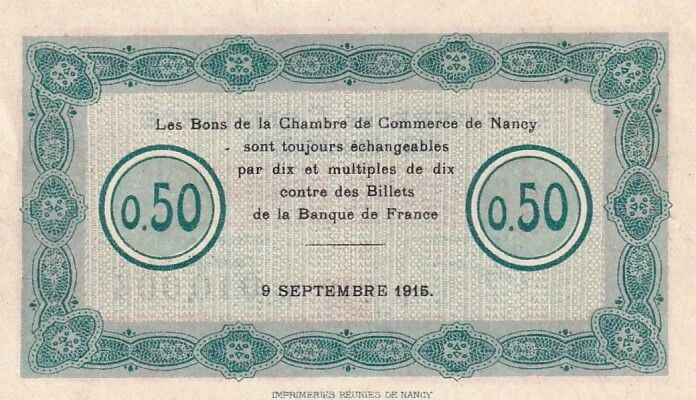 Les Bons de la Chambre de Commerce de Nancy
sont toujours échangeables
par dix et multiples de dix
contre des Billets
de la Banque de France
0.50
0.50
9 SEPTEMBRE 1915.
IMPRIMERIES RÉUNIES DE NANCY